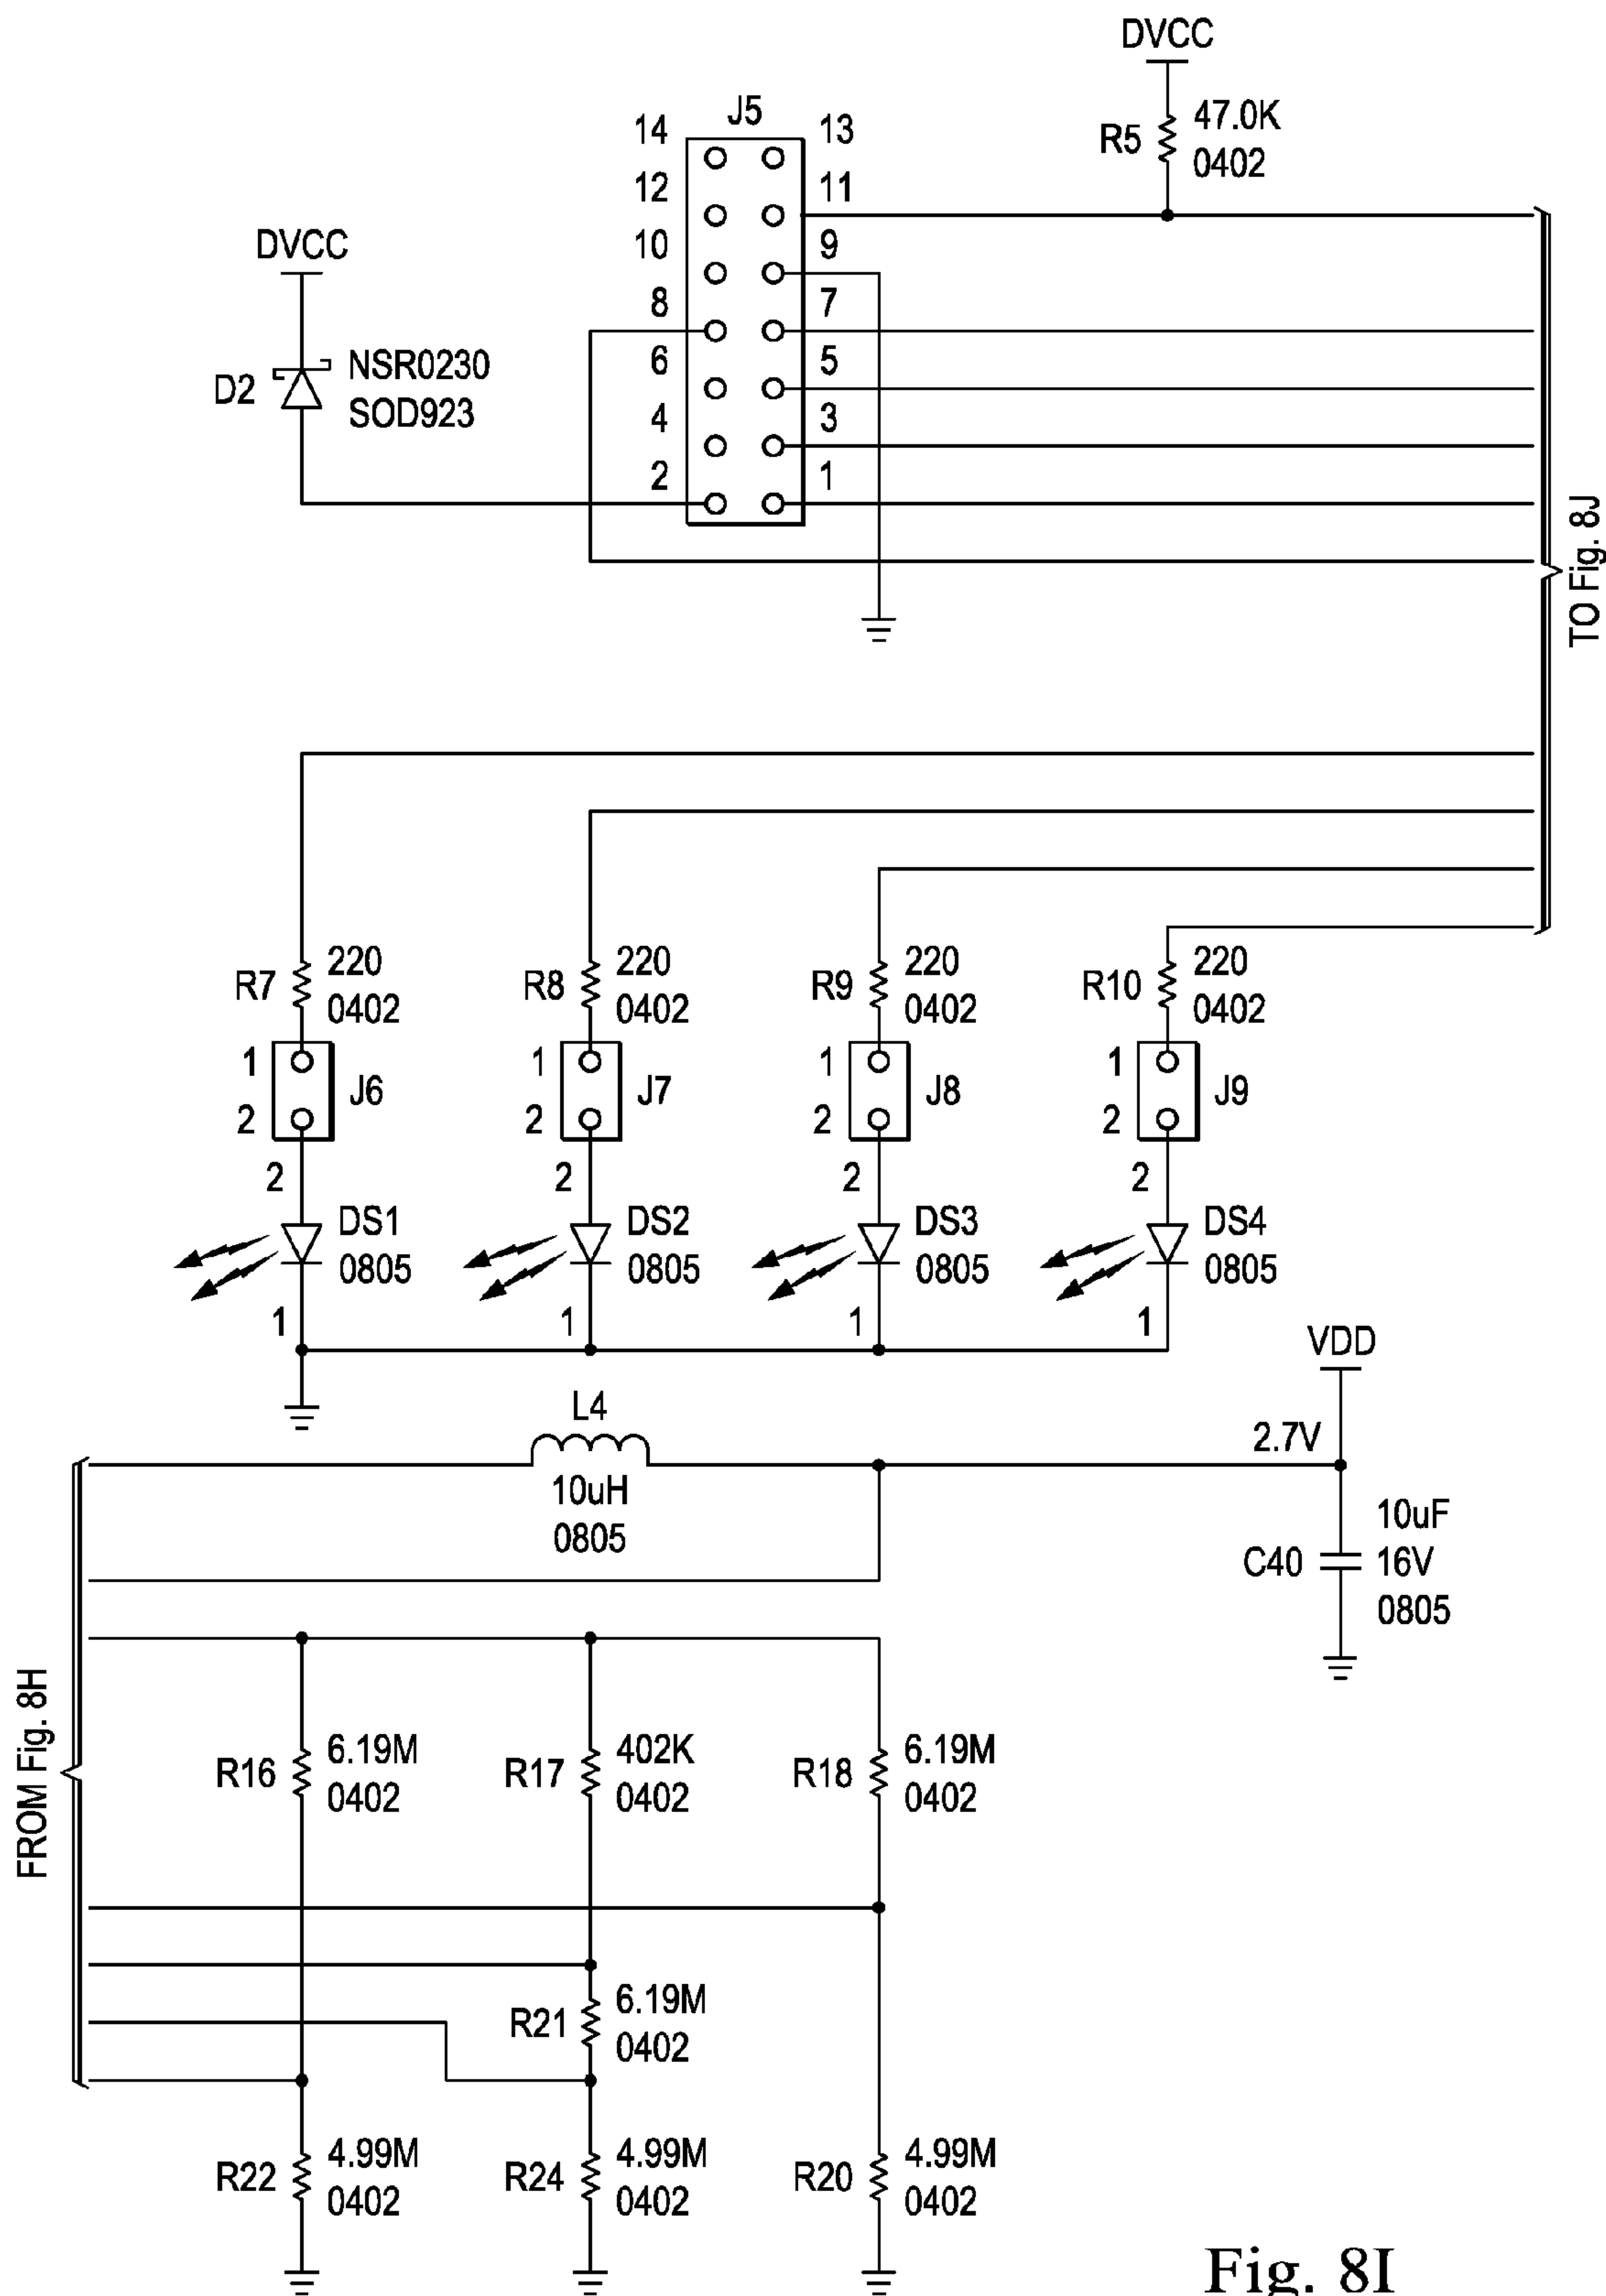 DVCC
J5
14 13
12 11
10 9
8 7
6 5
4 3
2 1
R5 47.0K
0402
DVCC
D2 NSR0230
SOD923
TO Fig. 8J
R7 220
0402
R8 220
0402
R9 220
0402
R10 220
0402
1
2
J6
1
2
J7
1
2
J8
1
2
J9
2
DS1
0805
1
2
DS2
0805
1
2
DS3
0805
1
2
DS4
0805
1
VDD
2.7V
L4
10uH
0805
C40
10uF
16V
0805
FROM Fig. 8H
R16 6.19M
0402
R17 402K
0402
R18 6.19M
0402
R21 6.19M
0402
R22 4.99M
0402
R24 4.99M
0402
R20 4.99M
0402
Fig. 8I